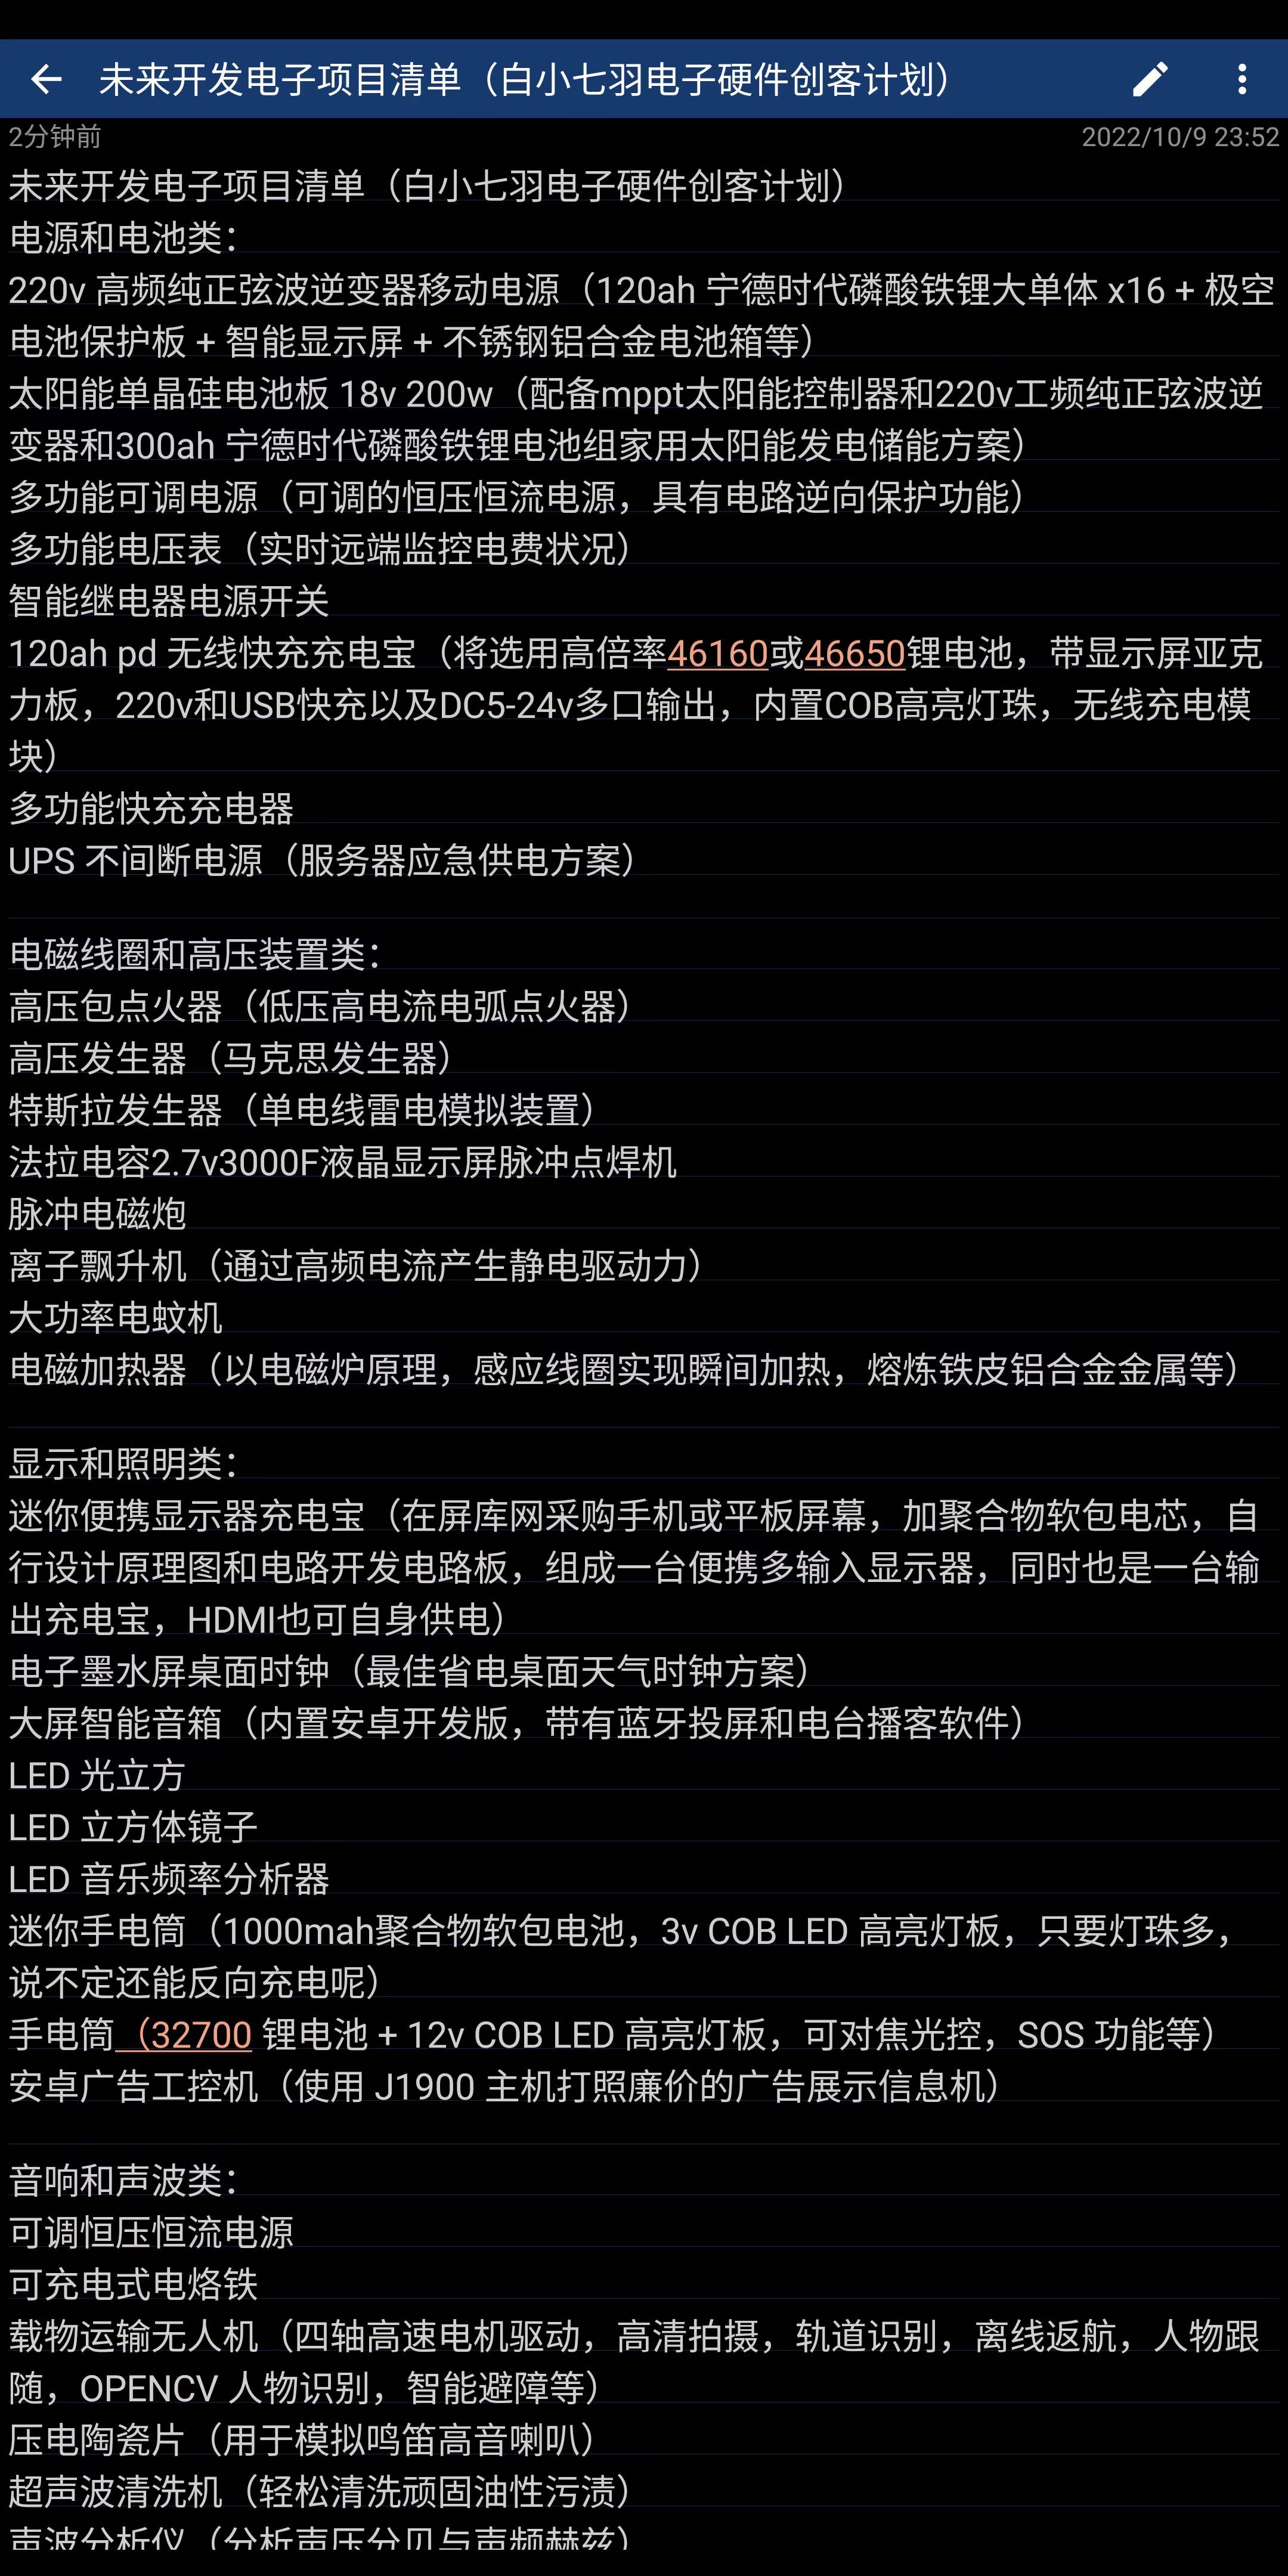 未来开发电子项目清单（白小七羽电子硬件创客计划）
2分钟前
2022/10/9 23:52
未来开发电子项目清单（白小七羽电子硬件创客计划）
电源和电池类：
220v 高频纯正弦波逆变器移动电源（120ah 宁德时代磷酸铁锂大单体 x16 + 极空
电池保护板 + 智能显示屏 + 不锈钢铝合金电池箱等）
太阳能单晶硅电池板 18v 200w（配备mppt太阳能控制器和220v工频纯正弦波逆
变器和300ah 宁德时代磷酸铁锂电池组家用太阳能发电储能方案）
多功能可调电源（可调的恒压恒流电源，具有电路逆向保护功能）
多功能电压表（实时远端监控电费状况）
智能继电器电源开关
120ah pd 无线快充充电宝（将选用高倍率46160或46650锂电池，带显示屏亚克
力板，220v和USB快充以及DC5-24v多口输出，内置COB高亮灯珠，无线充电模
块）
多功能快充充电器
UPS 不间断电源（服务器应急供电方案）
电磁线圈和高压装置类：
高压包点火器（低压高电流电弧点火器）
高压发生器（马克思发生器）
特斯拉发生器（单电线雷电模拟装置）
法拉电容2.7v3000F液晶显示屏脉冲点焊机
脉冲电磁炮
离子飘升机（通过高频电流产生静电驱动力）
大功率电蚊机
电磁加热器（以电磁炉原理，感应线圈实现瞬间加热，熔炼铁皮铝合金金属等）
显示和照明类：
迷你便携显示器充电宝（在屏库网采购手机或平板屏幕，加聚合物软包电芯，自
行设计原理图和电路开发电路板，组成一台便携多输入显示器，同时也是一台输
出充电宝，HDMI也可自身供电）
电子墨水屏桌面时钟（最佳省电桌面天气时钟方案）
大屏智能音箱（内置安卓开发版，带有蓝牙投屏和电台播客软件）
LED 光立方
LED 立方体镜子
LED 音乐频率分析器
迷你手电筒（1000mah聚合物软包电池，3v COB LED 高亮灯板，只要灯珠多，
说不定还能反向充电呢）
手电筒（32700 锂电池 + 12v COB LED 高亮灯板，可对焦光控，SOS 功能等）
安卓广告工控机（使用 J1900 主机打照廉价的广告展示信息机）
音响和声波类：
可调恒压恒流电源
可充电式电烙铁
载物运输无人机（四轴高速电机驱动，高清拍摄，轨道识别，离线返航，人物跟
随，OPENCV 人物识别，智能避障等）
压电陶瓷片（用于模拟鸣笛高音喇叭）
超声波清洗机（轻松清洗顽固油性污渍）
声波分析仪（分析声压分贝与声频赫兹）